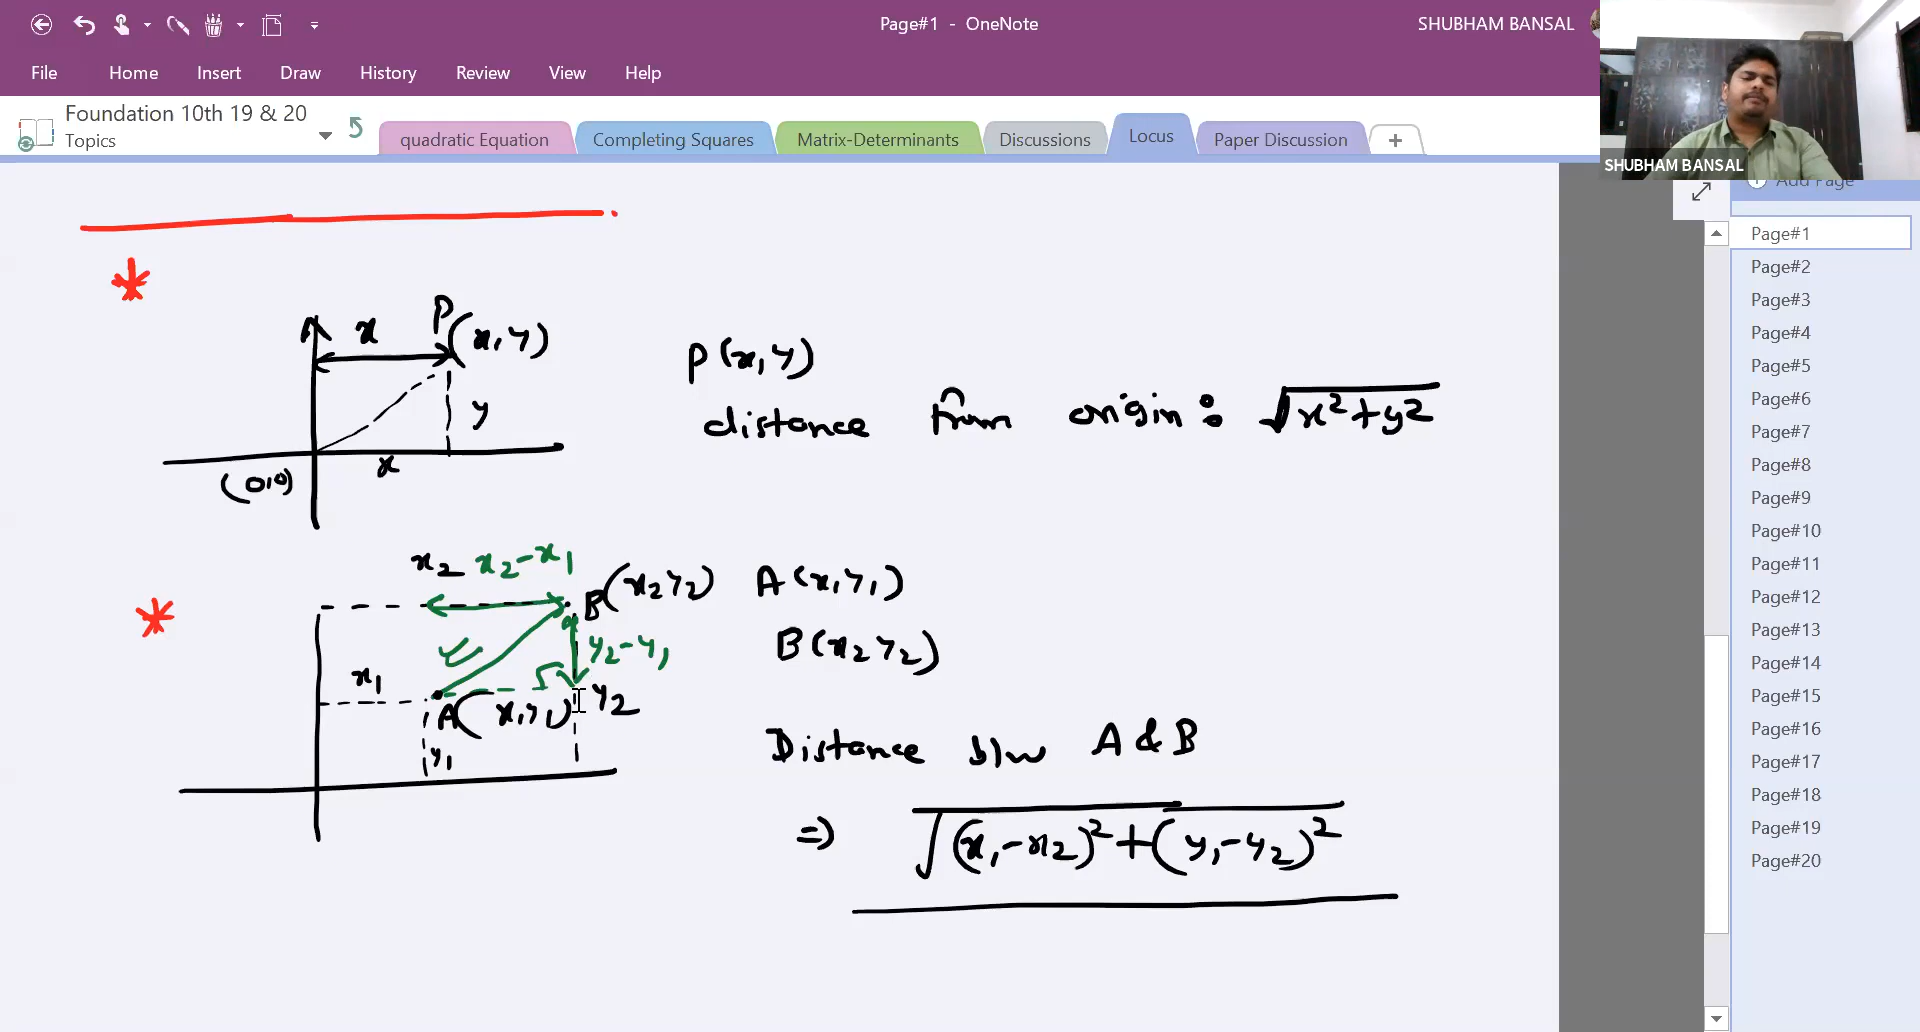 Page#1 - OneNote
SHUBHAM BANSAL
File Home Insert Draw History Review View Help
Foundation 10th 19 & 20
Topics
quadratic Equation
Completing Squares
Matrix-Determinants
Discussions
Locus
Paper Discussion
+
SHUBHAM BANSAL
Add Page
Page#1
Page#2
Page#3
Page#4
Page#5
Page#6
Page#7
Page#8
Page#9
Page#10
Page#11
Page#12
Page#13
Page#14
Page#15
Page#16
Page#17
Page#18
Page#19
Page#20
*
x
P(x,y)
y
x
(0,0)
P(x,y)
distance from origin: √x²+y2
*
x2 x2-x1
B(x2y2)
y2-y1
x1
A(x1y1)
y2
y1
A(x1y1)
B(x2y2)
Distance b/w A & B
=> √(x1-x2)²+(y1-y2)²